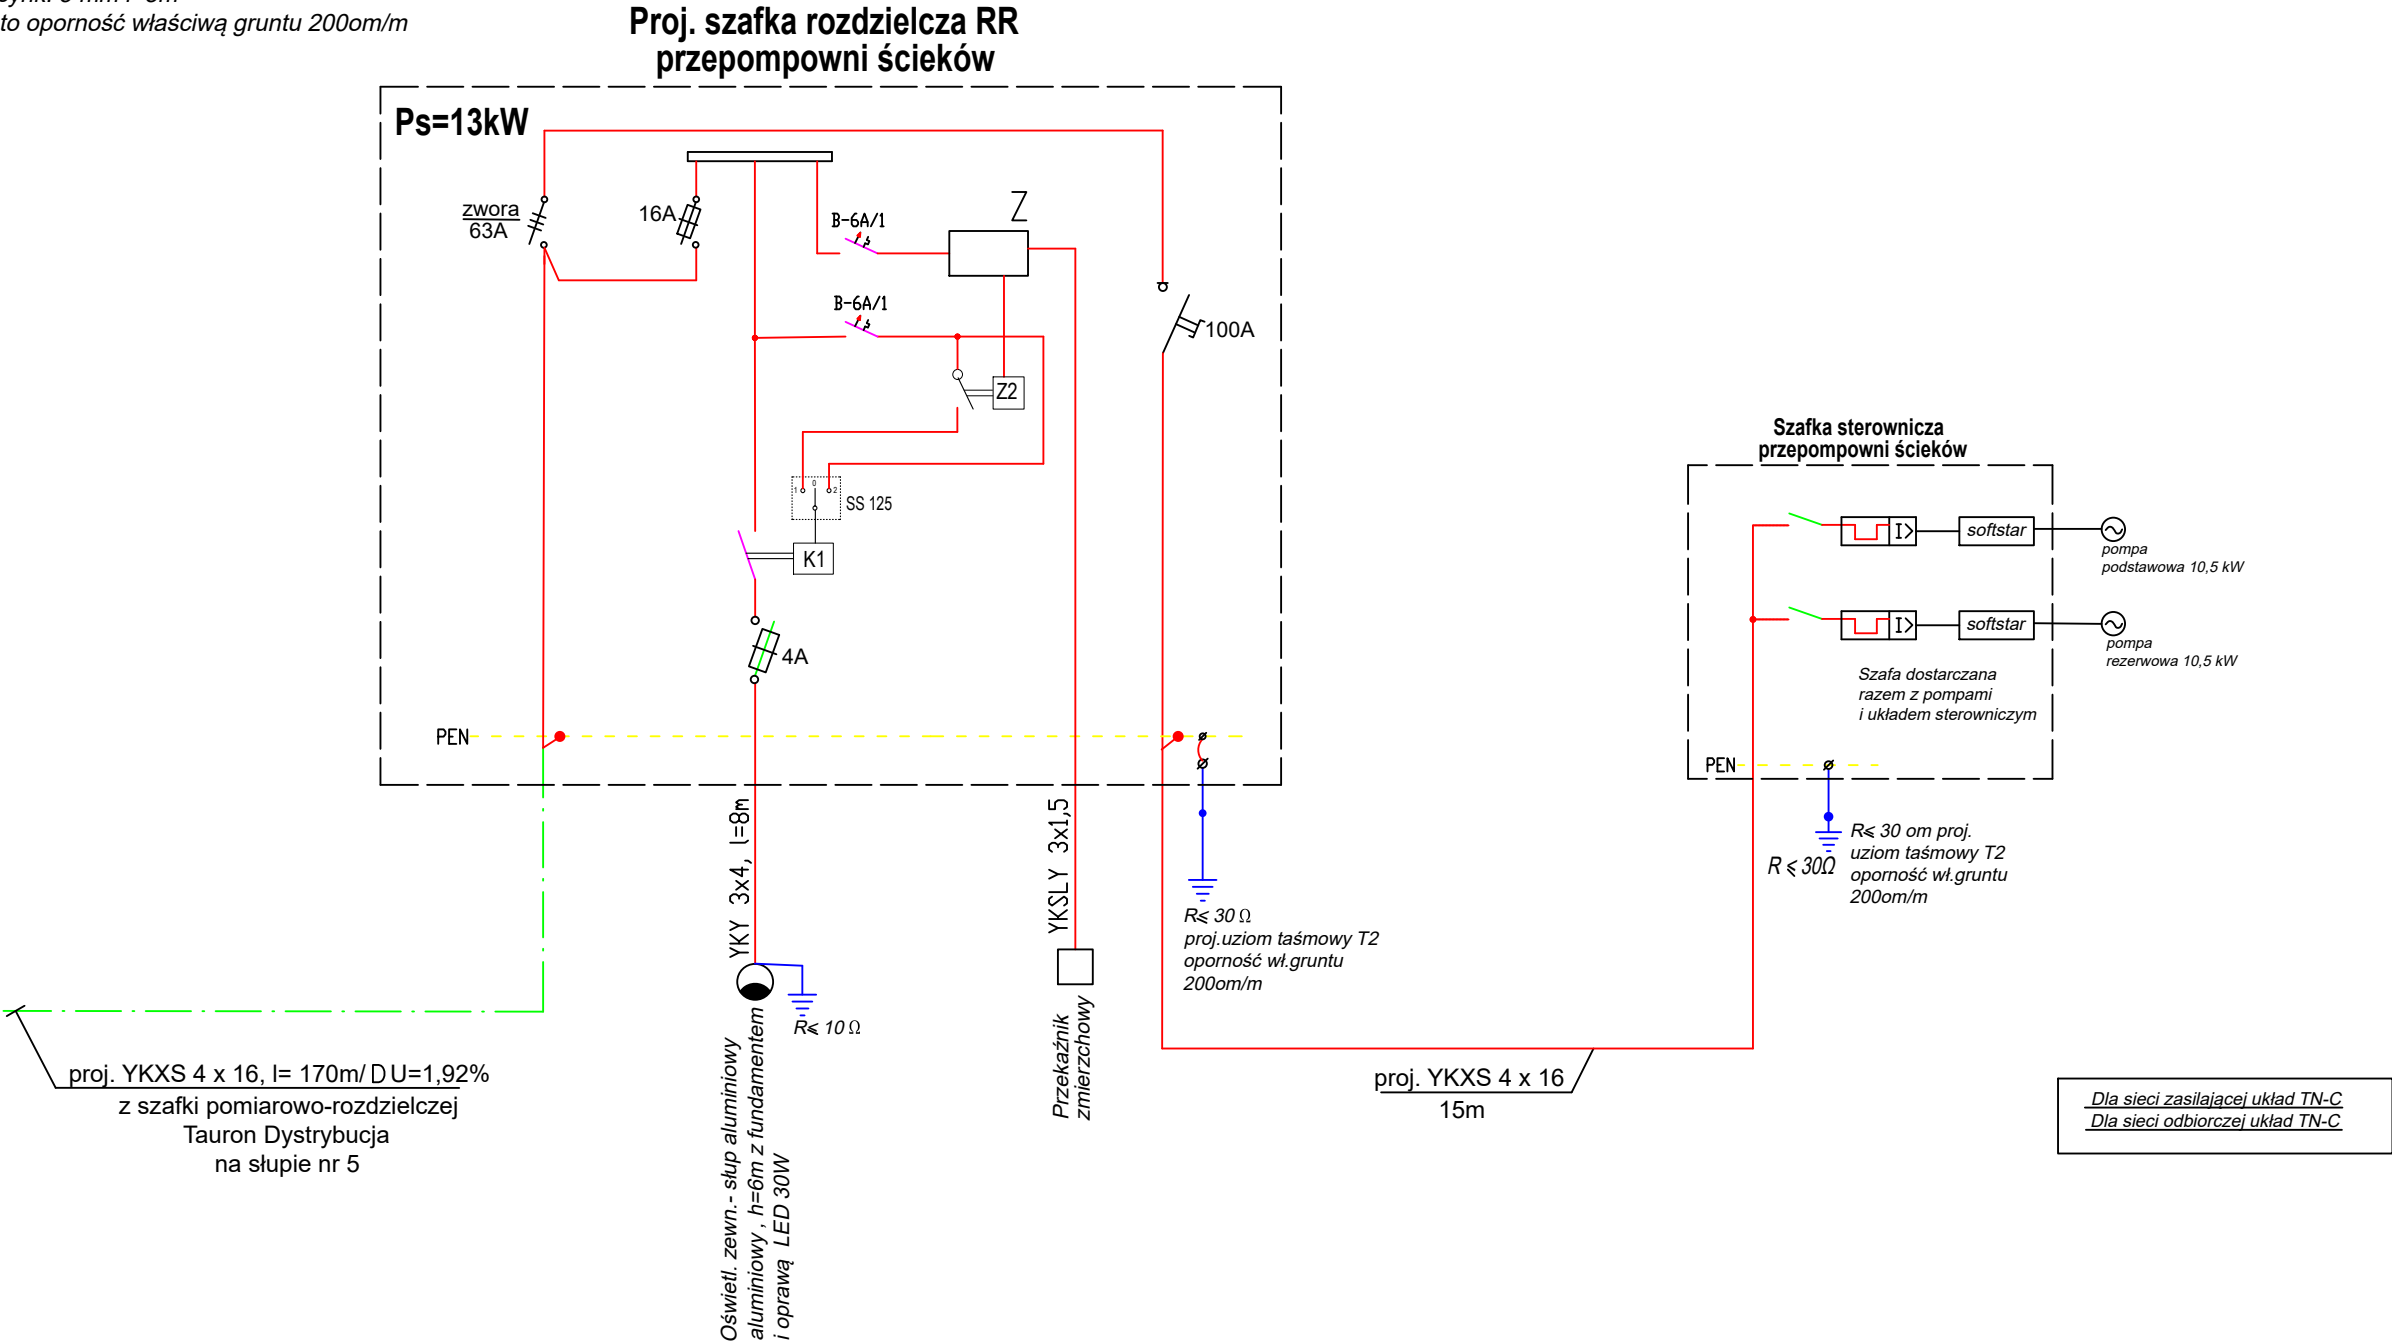 to oporność właściwą gruntu 200om/m
Proj. szafka rozdzielcza RR
przepompowni ścieków
Ps=13kW
zwora
63A
16A
B-6A/1
Z
B-6A/1
100A
Z2
1 0 2
SS 125
K1
4A
PEN
YKY 3x4, l=8m
YKSLY 3x1,5
R≤ 30 Ω
proj.uziom taśmowy T2
oporność wł.gruntu
200om/m
R≤ 10 Ω
Oświetl. zewn.- słup aluminiowy
aluminiowy , h=6m z fundamentem
i oprawą LED 30W
Przekaźnik
zmierzchowy
proj. YKXS 4 x 16, l= 170m/ D U=1,92%
z szafki pomiarowo-rozdzielczej
Tauron Dystrybucja
na słupie nr 5
proj. YKXS 4 x 16
15m
Szafka sterownicza
przepompowni ścieków
I>
softstar
pompa
podstawowa 10,5 kW
I>
softstar
pompa
rezerwowa 10,5 kW
Szafa dostarczana
razem z pompami
i układem sterowniczym
PEN
R ≤ 30Ω
R≤ 30 om proj.
uziom taśmowy T2
oporność wł.gruntu
200om/m
Dla sieci zasilającej układ TN-C
Dla sieci odbiorczej układ TN-C